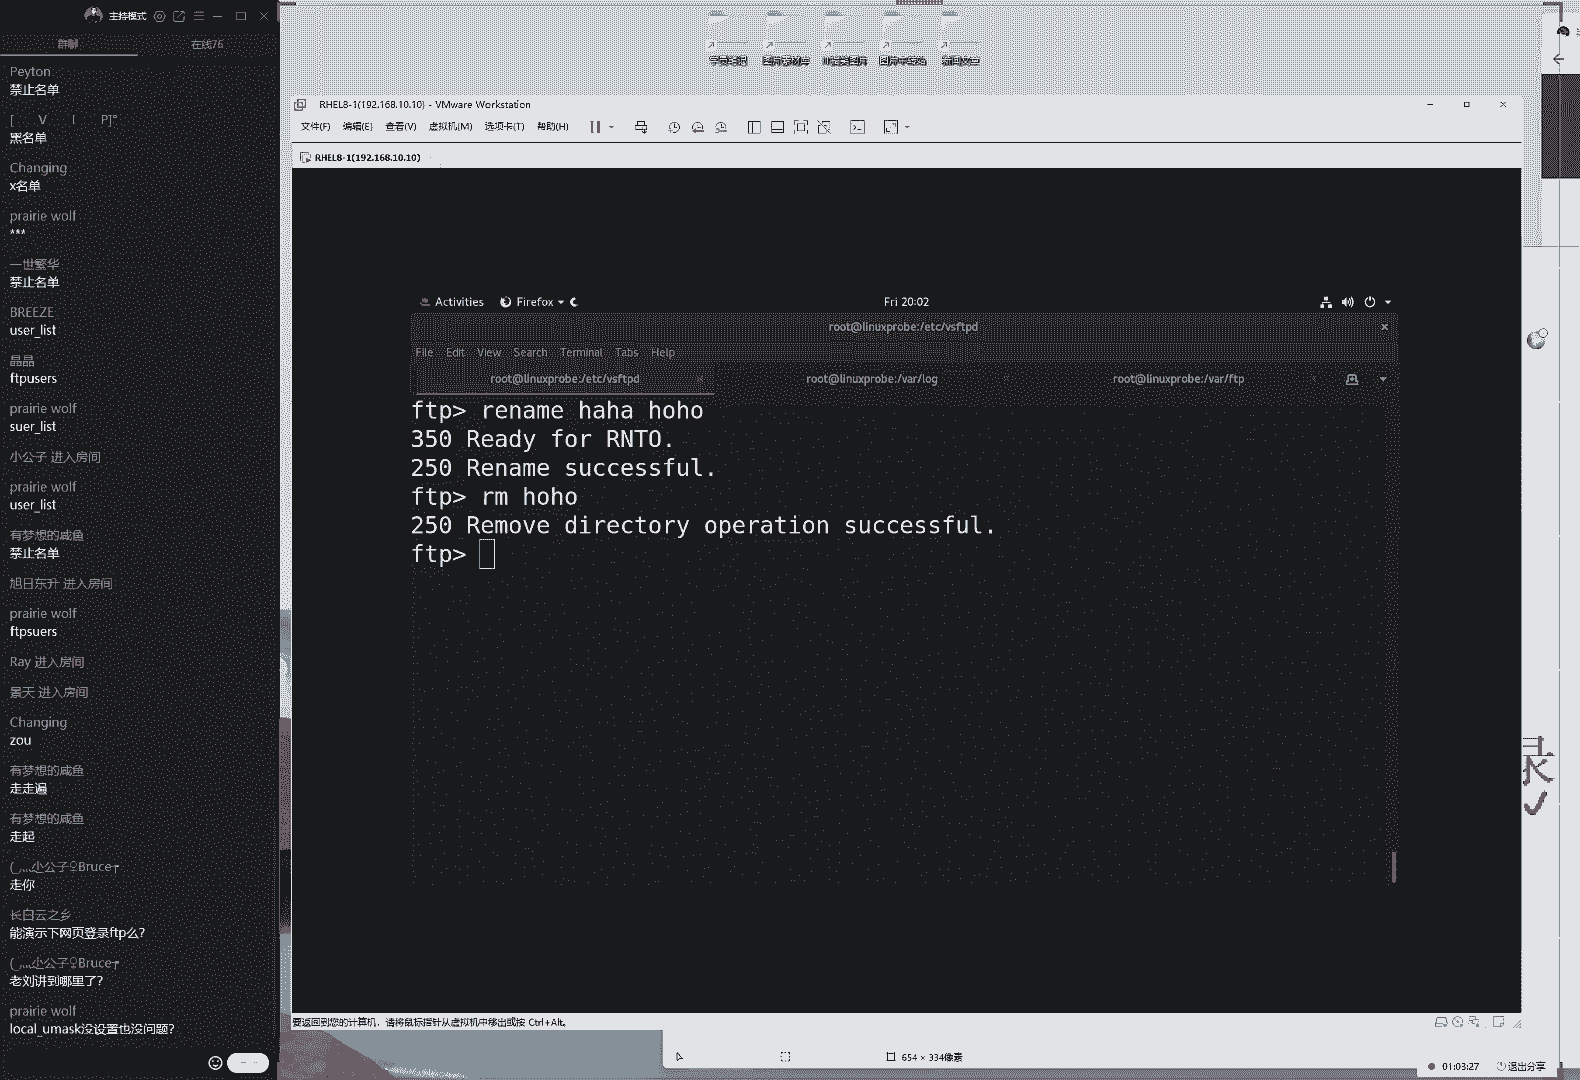 主持模式
群聊
在线76
Peyton
禁止名单
[ V I P]°
黑名单
Changing
x名单
prairie wolf
***
一世繁华
禁止名单
BREEZE
user_list
晶晶
ftpusers
prairie wolf
suer_list
小公子 进入房间
prairie wolf
user_list
有梦想的咸鱼
禁止名单
旭日东升 进入房间
prairie wolf
ftpsuers
Ray 进入房间
景天 进入房间
Changing
zou
有梦想的咸鱼
走走遍
有梦想的咸鱼
走起
小公子♀Bruce
走你
长白云之乡
能演示下网页登录ftp么?
小公子♀Bruce
老刘讲到哪里了?
prairie wolf
local_umask没设置也没问题?
RHEL8-1(192.168.10.10) - VMware Workstation
文件(F) 编辑(E) 查看(V) 虚拟机(M) 选项卡(T) 帮助(H)
RHEL8-1(192.168.10.10)
Activities Firefox Fri 20:02
root@linuxprobe:/etc/vsftpd
File Edit View Search Terminal Tabs Help
root@linuxprobe:/etc/vsftpd root@linuxprobe:/var/log root@linuxprobe:/var/ftp
ftp> rename haha hoho
350 Ready for RNTO.
250 Rename successful.
ftp> rm hoho
250 Remove directory operation successful.
ftp>
要返回到您的计算机，请将鼠标指针从虚拟机中移出或按 Ctrl+Alt。
654 × 334像素
01:03:27 退出分享